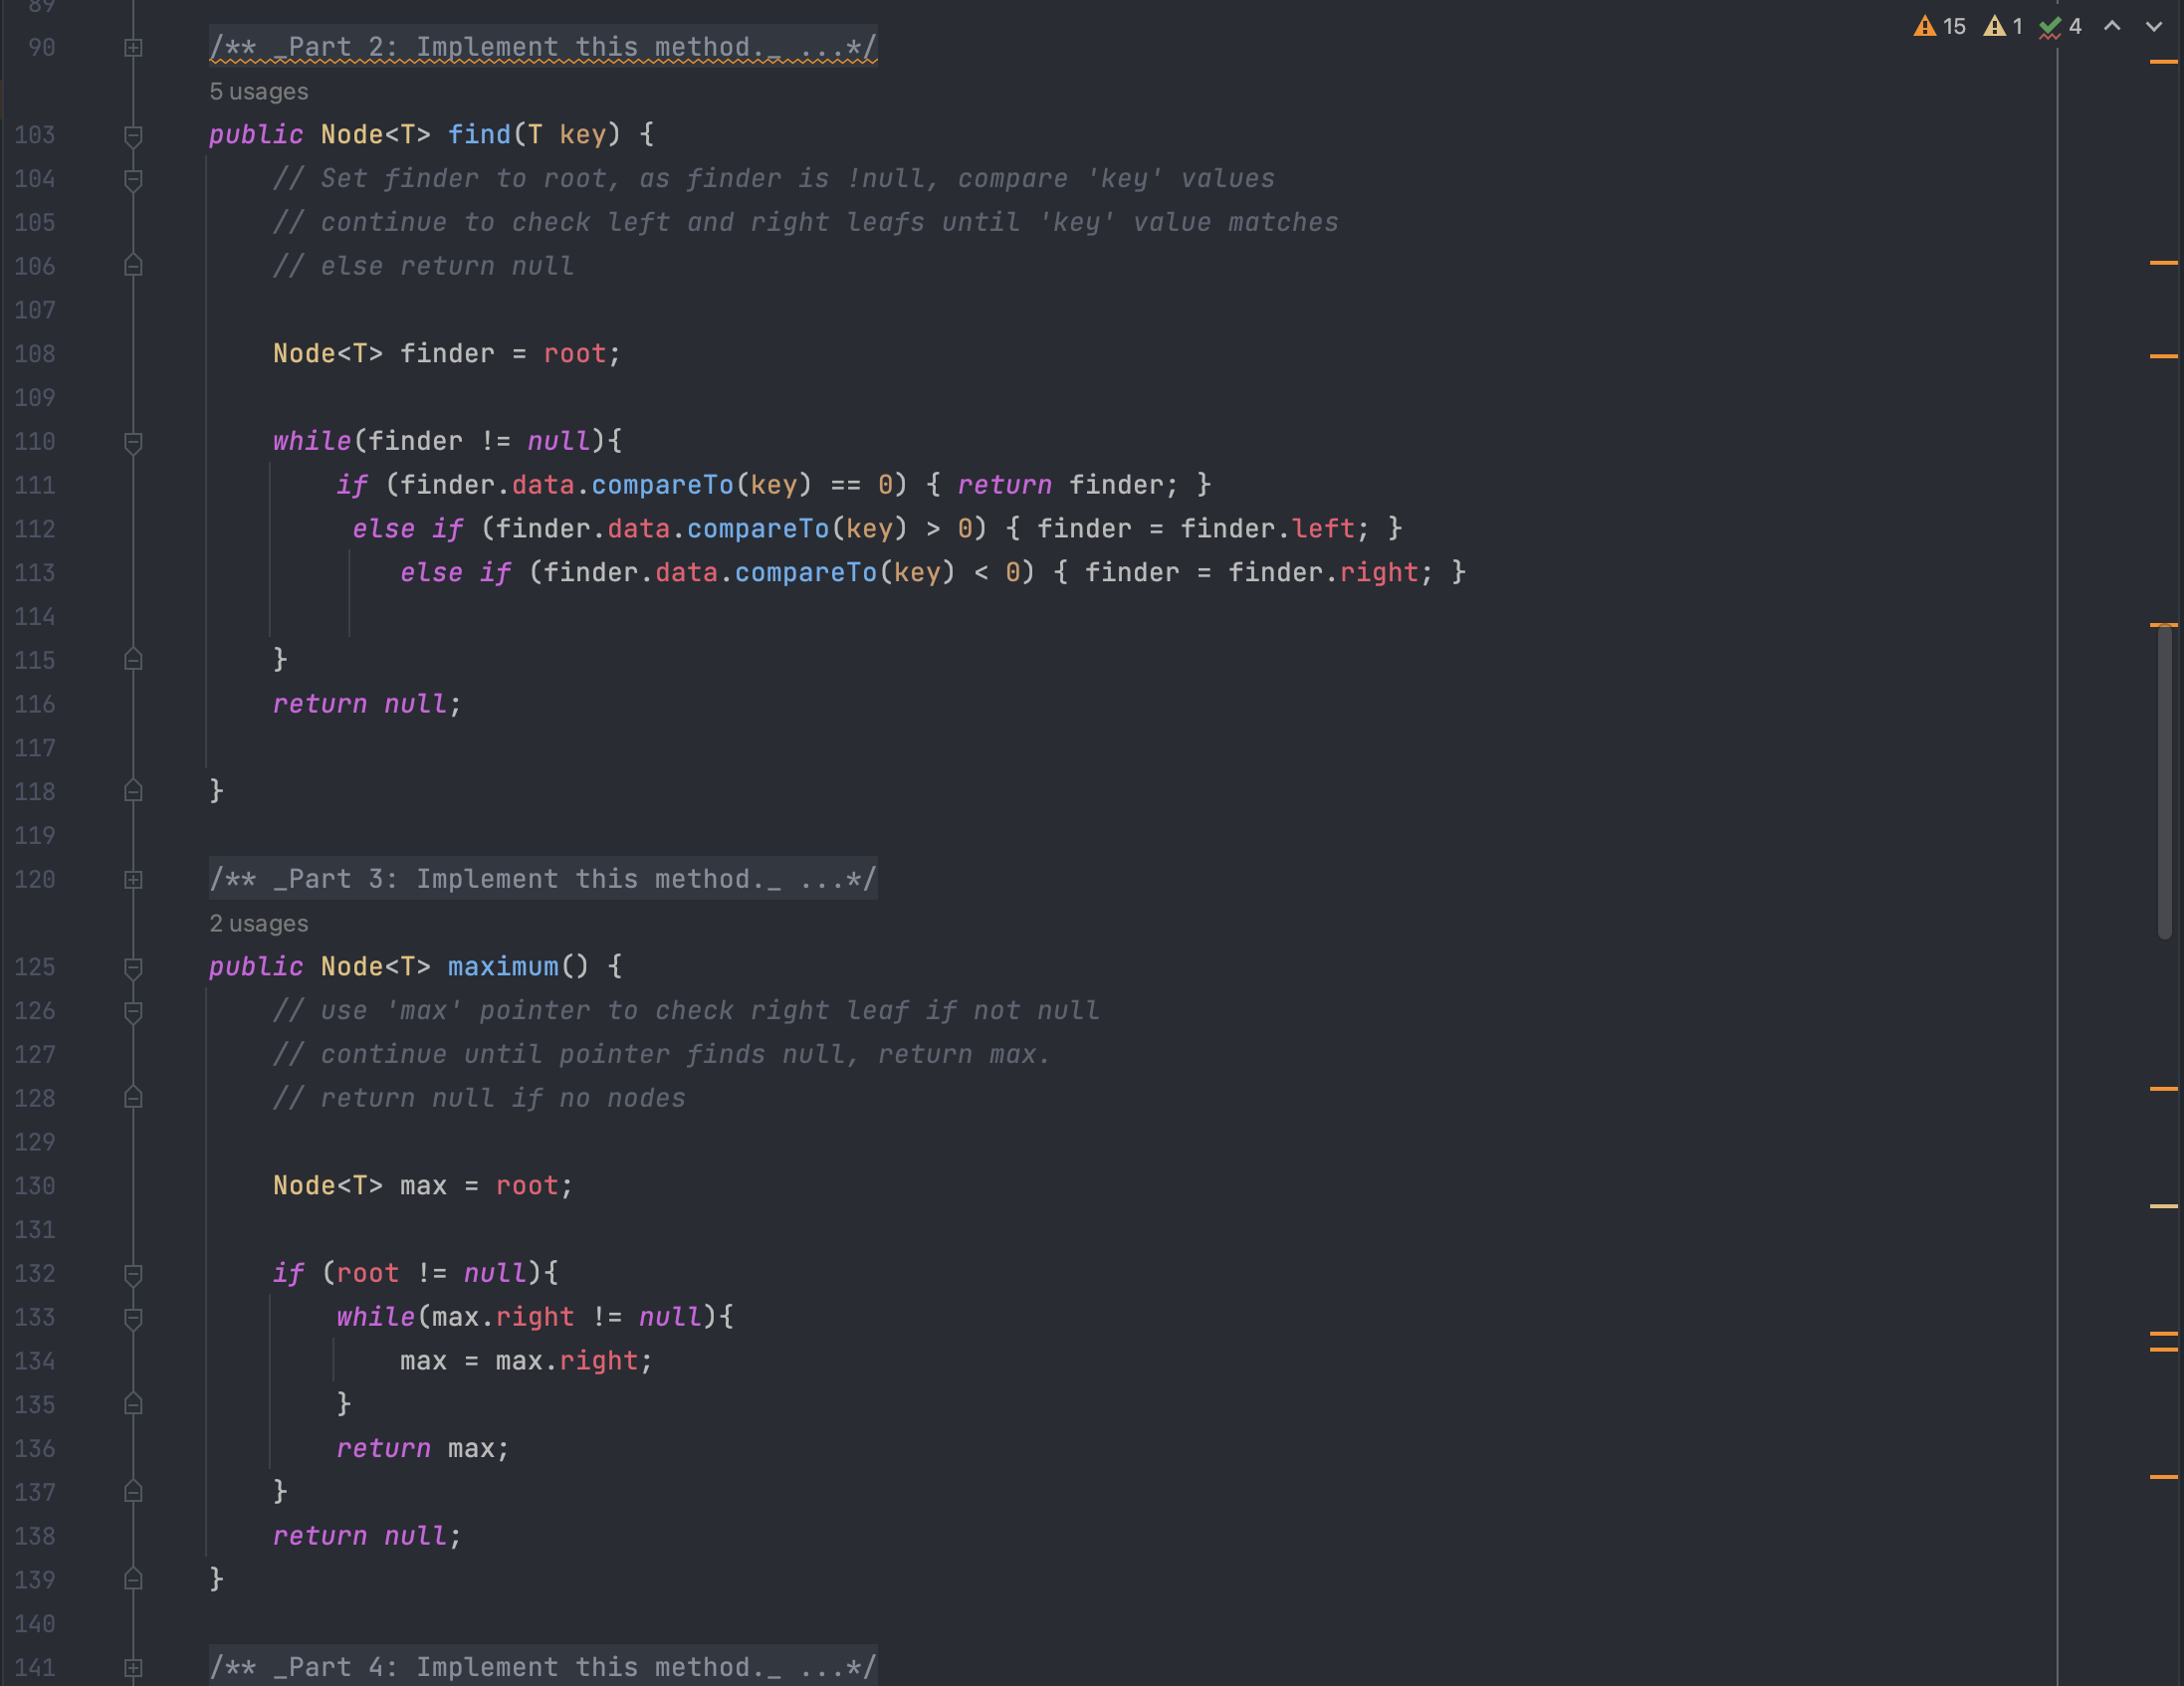 89
90 /** _Part 2: Implement this method._ ...*/
15 1 4
5 usages
103 public Node<T> find(T key) {
104 // Set finder to root, as finder is !null, compare 'key' values
105 // continue to check left and right leafs until 'key' value matches
106 // else return null
107
108 Node<T> finder = root;
109
110 while(finder != null){
111 if (finder.data.compareTo(key) == 0) { return finder; }
112 else if (finder.data.compareTo(key) > 0) { finder = finder.left; }
113 else if (finder.data.compareTo(key) < 0) { finder = finder.right; }
114
115 }
116 return null;
117
118 }
119
120 /** _Part 3: Implement this method._ ...*/
2 usages
125 public Node<T> maximum() {
126 // use 'max' pointer to check right leaf if not null
127 // continue until pointer finds null, return max.
128 // return null if no nodes
129
130 Node<T> max = root;
131
132 if (root != null){
133 while(max.right != null){
134 max = max.right;
135 }
136 return max;
137 }
138 return null;
139 }
140
141 /** _Part 4: Implement this method._ ...*/